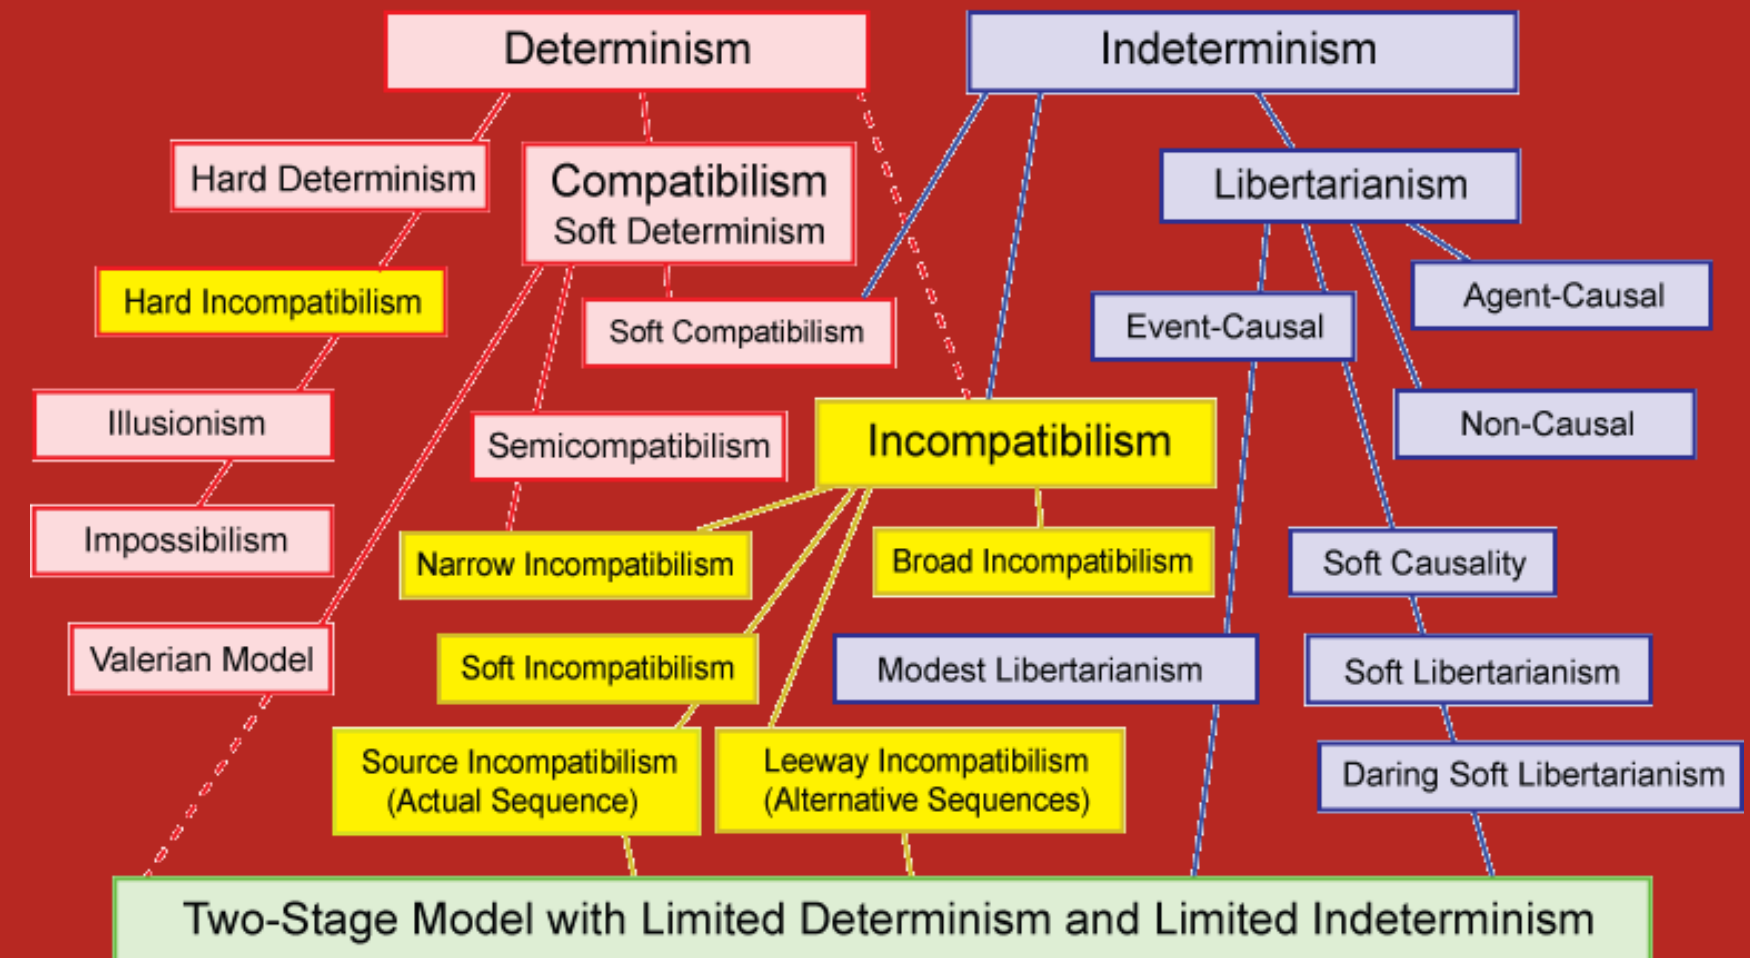 Determinism
Indeterminism
Hard Determinism
Compatibilism
Soft Determinism
Libertarianism
Hard Incompatibilism
Soft Compatibilism
Event-Causal
Agent-Causal
Illusionism
Semicompatibilism
Incompatibilism
Non-Causal
Impossibilism
Narrow Incompatibilism
Broad Incompatibilism
Soft Causality
Valerian Model
Soft Incompatibilism
Modest Libertarianism
Soft Libertarianism
Source Incompatibilism
(Actual Sequence)
Leeway Incompatibilism
(Alternative Sequences)
Daring Soft Libertarianism
Two-Stage Model with Limited Determinism and Limited Indeterminism